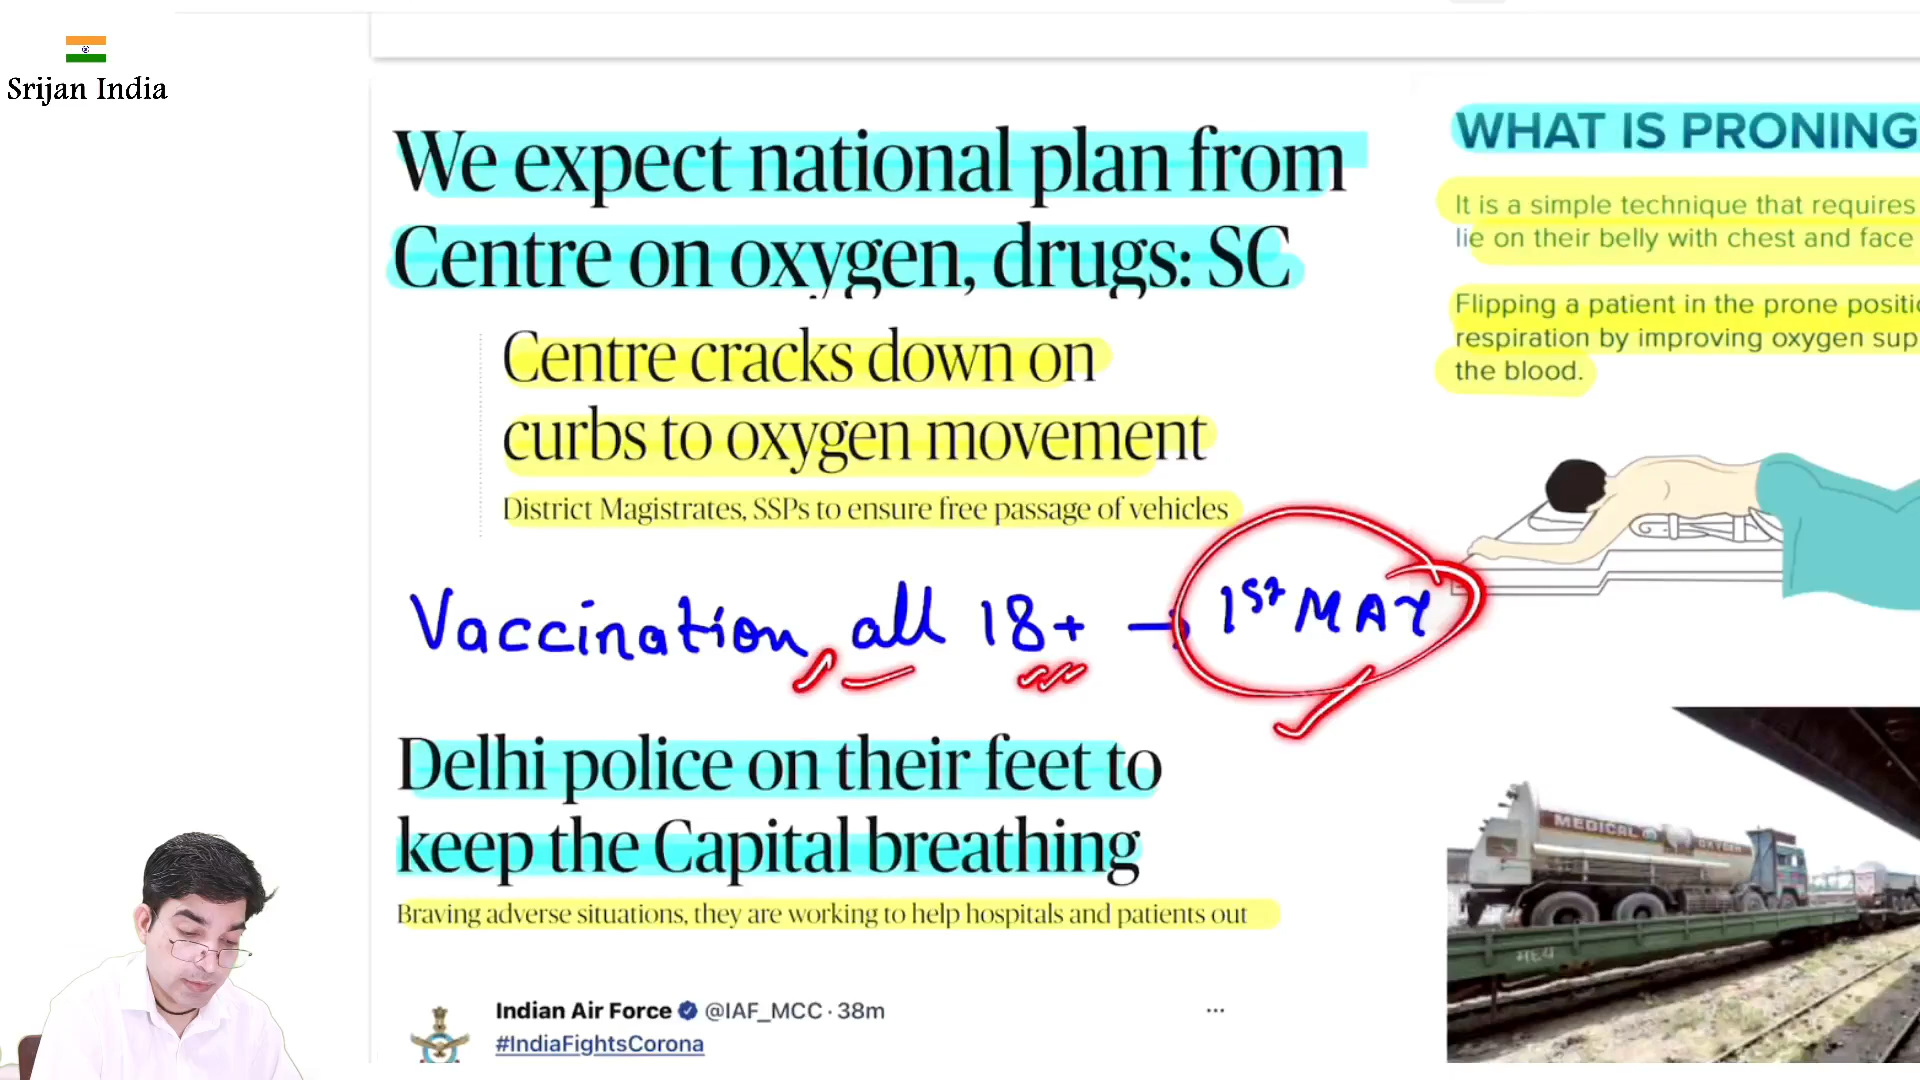 Srijan India
We expect national plan from
Centre on oxygen, drugs: SC
Centre cracks down on
curbs to oxygen movement
District Magistrates, SSPs to ensure free passage of vehicles
Vaccination, all 18+ → 1st MAY
Delhi police on their feet to
keep the Capital breathing
Braving adverse situations, they are working to help hospitals and patients out
Indian Air Force @IAF_MCC · 38m
#IndiaFightsCorona
WHAT IS PRONING
It is a simple technique that requires
lie on their belly with chest and face
Flipping a patient in the prone positi
respiration by improving oxygen sup
the blood.
MEDICAL OXYGEN
मध्य